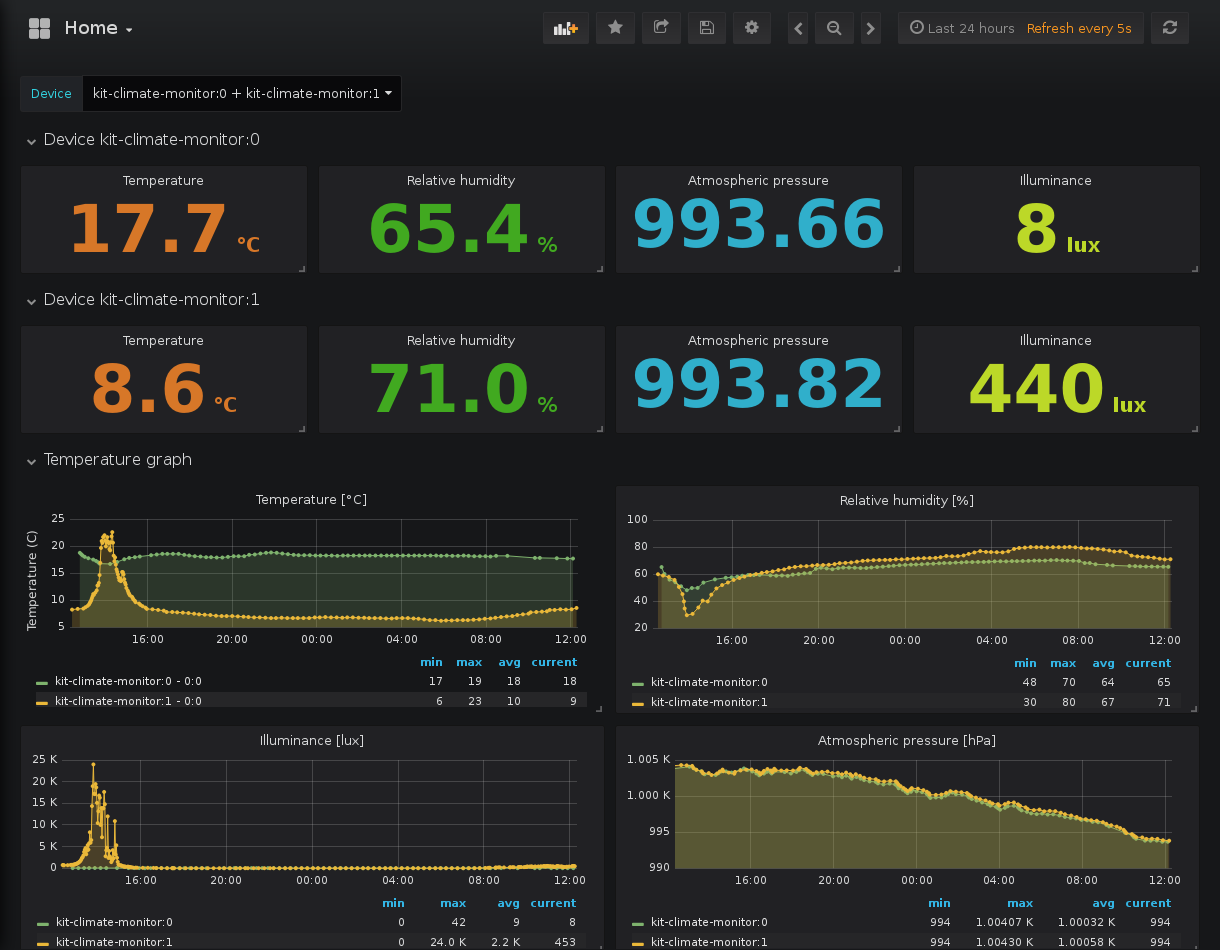 Home
Last 24 hours Refresh every 5s
Device kit-climate-monitor:0 + kit-climate-monitor:1
Device kit-climate-monitor:0
Temperature Relative humidity Atmospheric pressure Illuminance
17.7 °C 65.4 % 993.66 8 lux
Device kit-climate-monitor:1
Temperature Relative humidity Atmospheric pressure Illuminance
8.6 °C 71.0 % 993.82 440 lux
Temperature graph
Temperature [°C]
Temperature (C)
25
20
15
10
5
16:00 20:00 00:00 04:00 08:00 12:00
min max avg current
kit-climate-monitor:0 - 0:0 17 19 18 18
kit-climate-monitor:1 - 0:0 6 23 10 9
Relative humidity [%]
100
80
60
40
20
16:00 20:00 00:00 04:00 08:00 12:00
min max avg current
kit-climate-monitor:0 48 70 64 65
kit-climate-monitor:1 30 80 67 71
Illuminance [lux]
25 K
20 K
15 K
10 K
5 K
0
16:00 20:00 00:00 04:00 08:00 12:00
min max avg current
kit-climate-monitor:0 0 42 9 8
kit-climate-monitor:1 0 24.0 K 2.2 K 453
Atmospheric pressure [hPa]
1.005 K
1.000 K
995
990
16:00 20:00 00:00 04:00 08:00 12:00
min max avg current
kit-climate-monitor:0 994 1.00407 K 1.00032 K 994
kit-climate-monitor:1 994 1.00430 K 1.00058 K 994